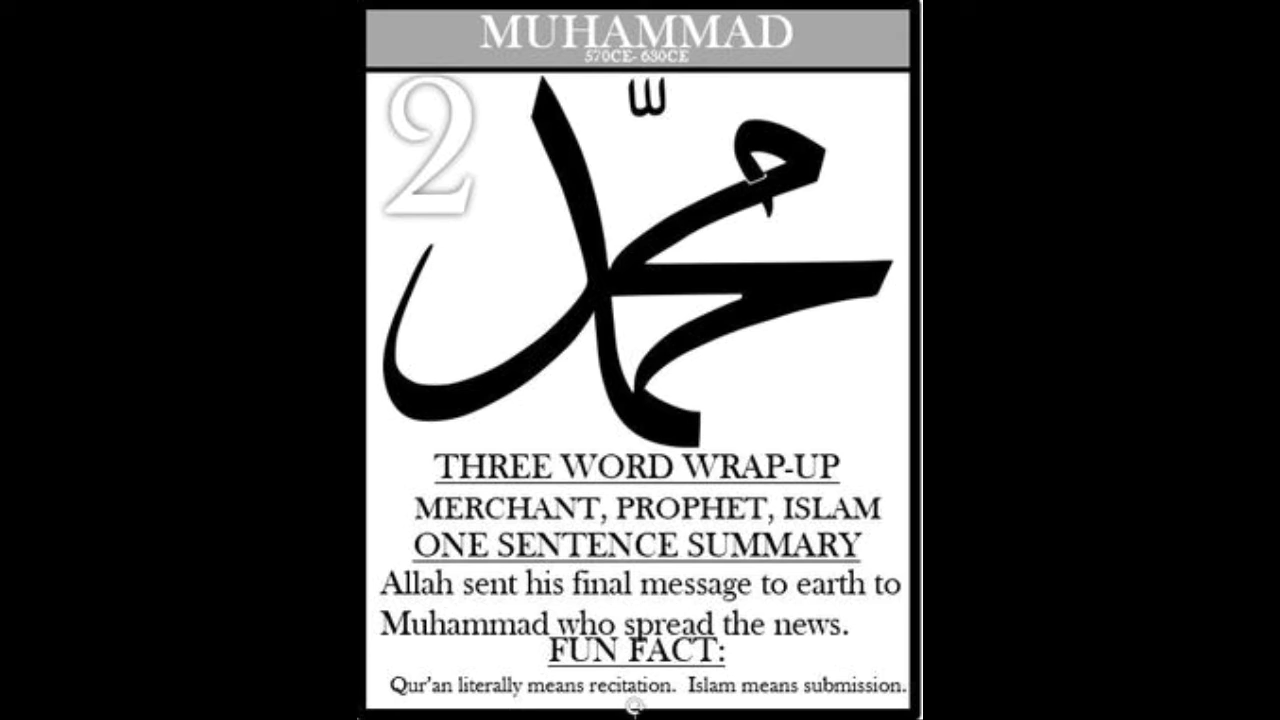 MUHAMMAD
570CE- 630CE
2
محمد
THREE WORD WRAP-UP
MERCHANT, PROPHET, ISLAM
ONE SENTENCE SUMMARY
Allah sent his final message to earth to
Muhammad who spread the news.
FUN FACT:
Qur'an literally means recitation. Islam means submission.